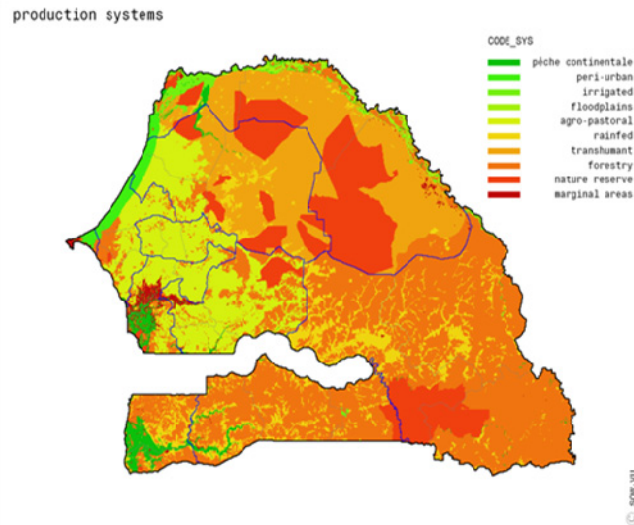 production systems
CODE_SYS
pêche continentale
peri-urban
irrigated
floodplains
agro-pastoral
rainfed
transhumant
forestry
nature reserve
marginal areas